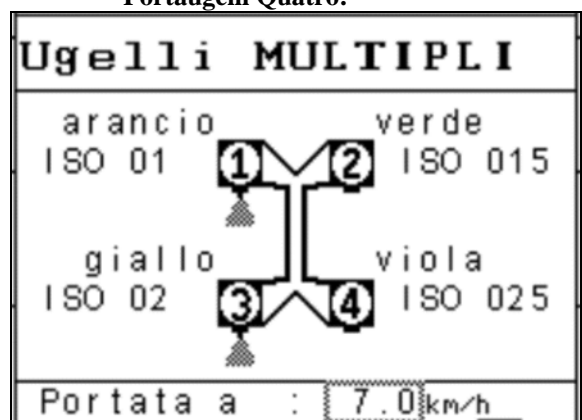 Portaugelli Quattro:
Ugelli MULTIPLI
arancio verde
ISO 01 1 2 ISO 015
giallo viola
ISO 02 3 4 ISO 025
Portata a : 7.0 km/h